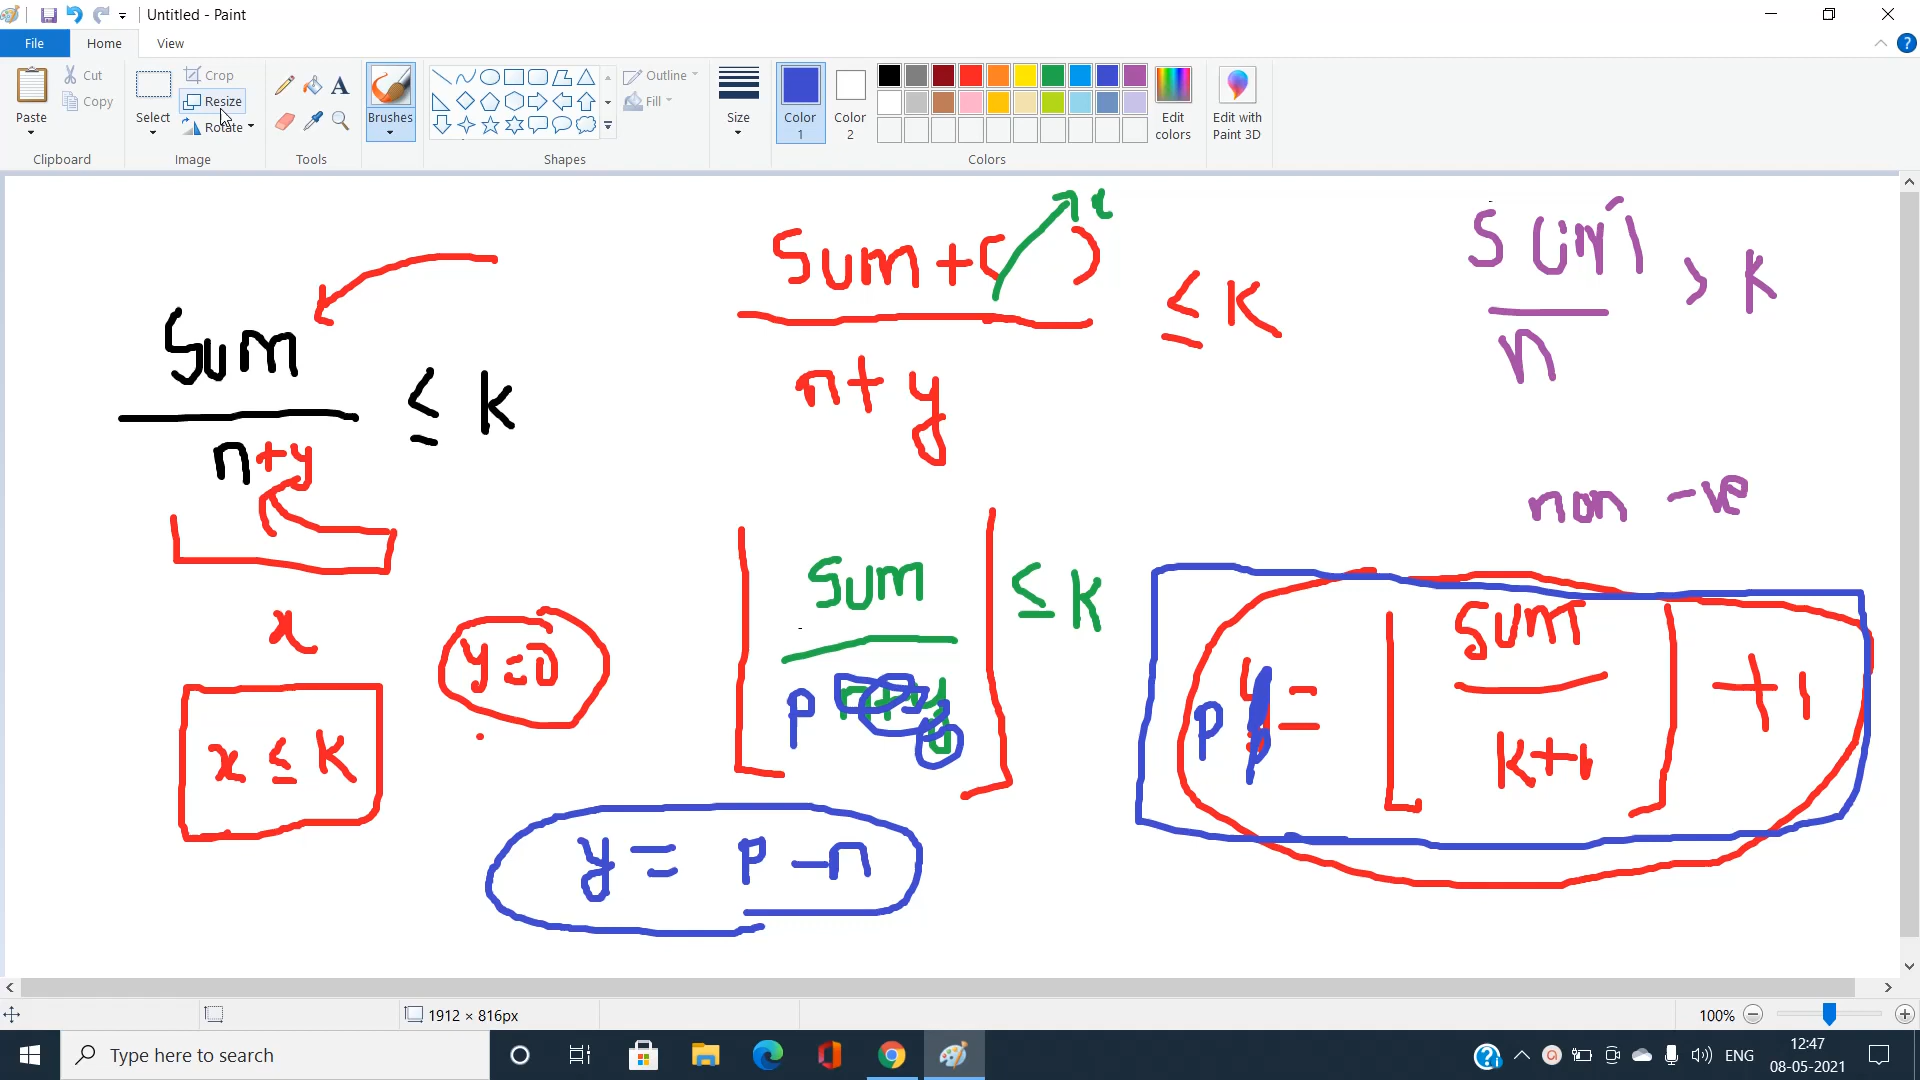 Untitled - Paint
File Home View
Paste
Cut
Copy
Clipboard
Select
Crop
Resize
Rotate
Image
Tools
Brushes
Shapes
Outline
Fill
Size
Color 1
Color 2
Colors
Edit colors
Edit with Paint 3D
Sum
n+y
≤ k
x
x ≤ k
y=0
Sum+( )
x
n+y
≤ k
Sum
n
> k
non -ve
Sum
≤ k
p
y = p - n
p = Sum
k+1
+1
1912 × 816px
100%
Type here to search
ENG
12:47
08-05-2021